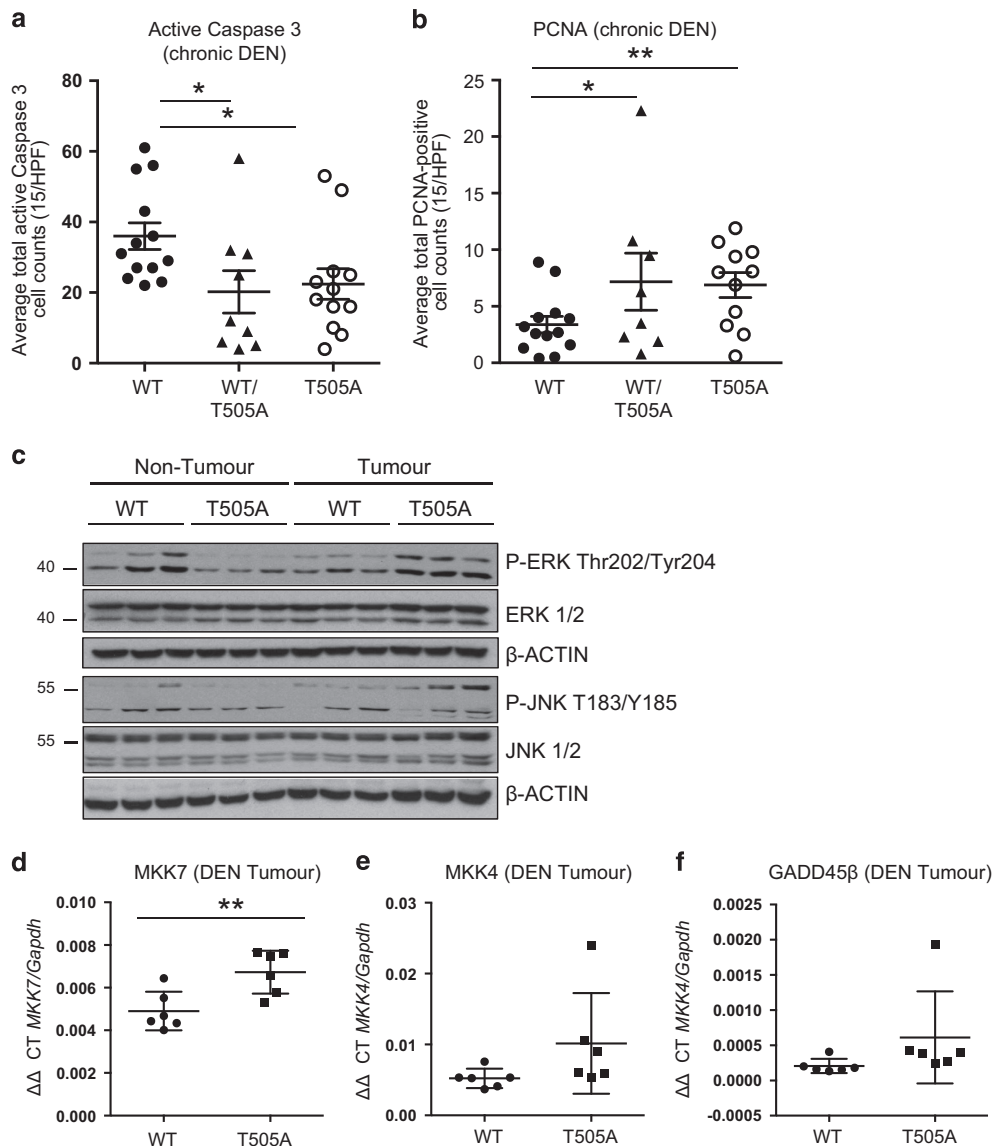 a
Active Caspase 3
(chronic DEN)
Average total active Caspase 3
cell counts (15/HPF)
80
60
40
20
0
*
*
WT
WT/
T505A
T505A
b
PCNA (chronic DEN)
Average total PCNA-positive
cell counts (15/HPF)
25
20
15
10
5
0
**
*
WT
WT/
T505A
T505A
c
Non-Tumour
Tumour
WT
T505A
WT
T505A
40
P-ERK Thr202/Tyr204
40
ERK 1/2
β-ACTIN
55
P-JNK T183/Y185
55
JNK 1/2
β-ACTIN
d
MKK7 (DEN Tumour)
ΔΔ CT MKK7/Gapdh
0.010
0.008
0.006
0.004
0.002
0.000
**
WT
T505A
e
MKK4 (DEN Tumour)
ΔΔ CT MKK4/Gapdh
0.03
0.02
0.01
0.00
WT
T505A
f
GADD45β (DEN Tumour)
ΔΔ CT MKK4/Gapdh
0.0025
0.0020
0.0015
0.0010
0.0005
0.0000
-0.0005
WT
T505A